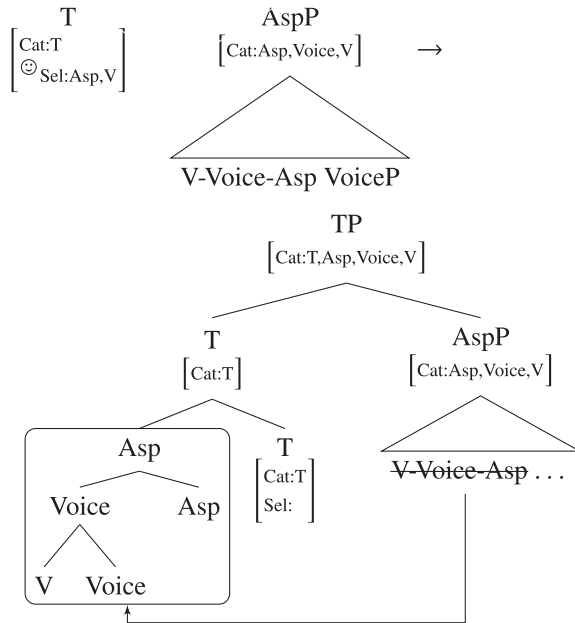 T AspP
[Cat:T [Cat:Asp,Voice,V] →
☺Sel:Asp,V]
V-Voice-Asp VoiceP
TP
[Cat:T,Asp,Voice,V]
T AspP
[Cat:T] [Cat:Asp,Voice,V]
Asp T
[Cat:T
V-Voice-Asp . . .
Voice Asp Sel: ]
V Voice